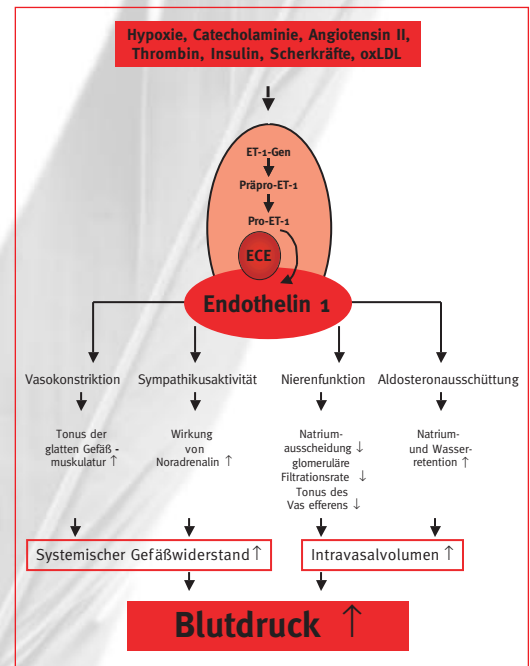 Hypoxie, Catecholaminie, Angiotensin II,
Thrombin, Insulin, Scherkräfte, oxLDL
ET-1-Gen
Präpro-ET-1
Pro-ET-1
ECE
Endothelin 1
Vasokonstriktion
Sympathikusaktivität
Nierenfunktion
Aldosteronausschüttung
Tonus der
glatten Gefäß -
muskulatur ↑
Wirkung
von
Noradrenalin ↑
Natrium-
ausscheidung ↓
glomeruläre
Filtrationsrate ↓
Tonus des
Vas efferens ↓
Natrium-
und Wasser-
retention ↑
Systemischer Gefäßwiderstand ↑
Intravasalvolumen ↑
Blutdruck ↑